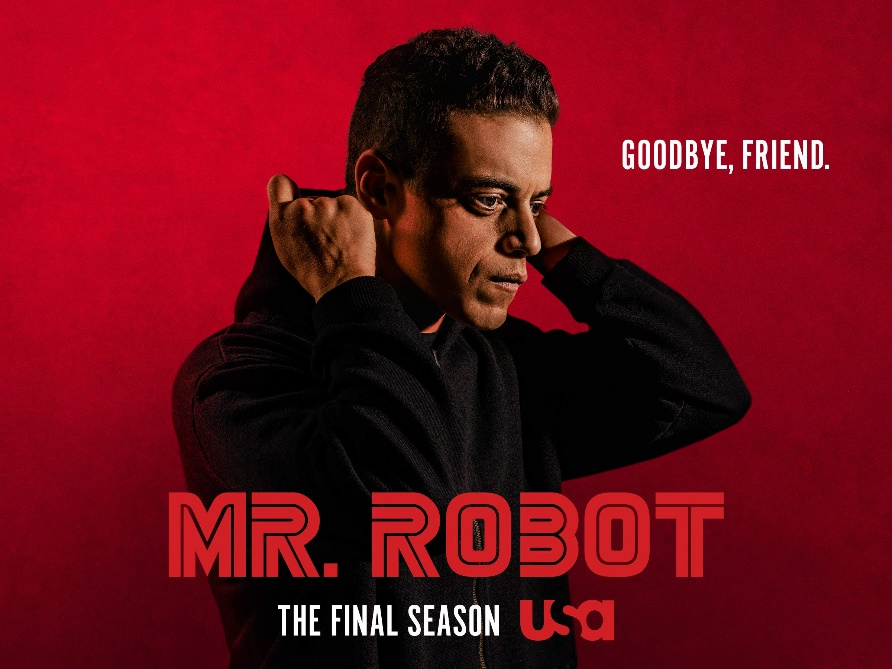 GOODBYE, FRIEND.
MR. ROBOT
THE FINAL SEASON usa